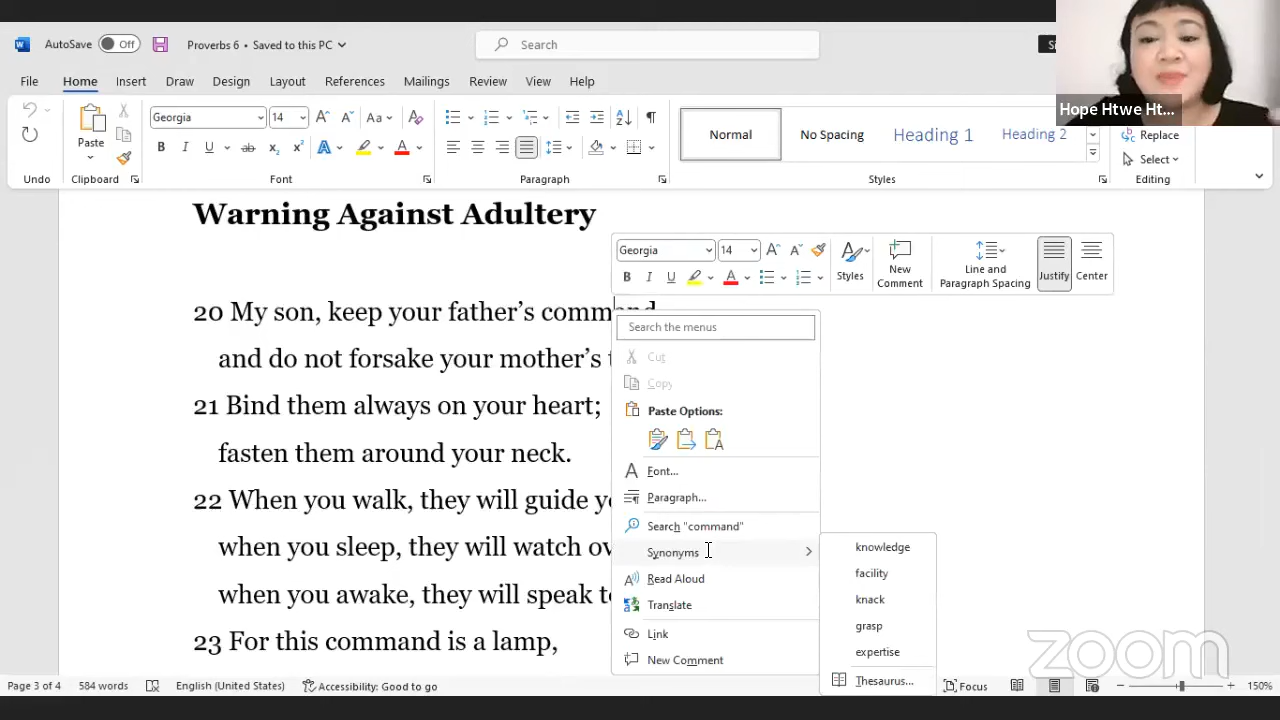 AutoSave Off Proverbs 6 • Saved to this PC Search
Hope Htwe Ht...
File Home Insert Draw Design Layout References Mailings Review View Help
Georgia 14 Aa
Paste
Normal No Spacing Heading 1 Heading 2
Replace
Select
Undo Clipboard Font Paragraph Styles Editing
Warning Against Adultery
Georgia 14
Styles New Comment Line and Paragraph Spacing Justify Center
20 My son, keep your father’s command
and do not forsake your mother’s
21 Bind them always on your heart;
fasten them around your neck.
22 When you walk, they will guide
when you sleep, they will watch
when you awake, they will speak
23 For this command is a lamp,
Search the menus
Cut
Copy
Paste Options:
Font...
Paragraph...
Search "command"
Synonyms
Read Aloud
Translate
Link
New Comment
knowledge
facility
knack
grasp
expertise
Thesaurus...
zoom
Page 3 of 4 584 words English (United States) Accessibility: Good to go Focus 150%